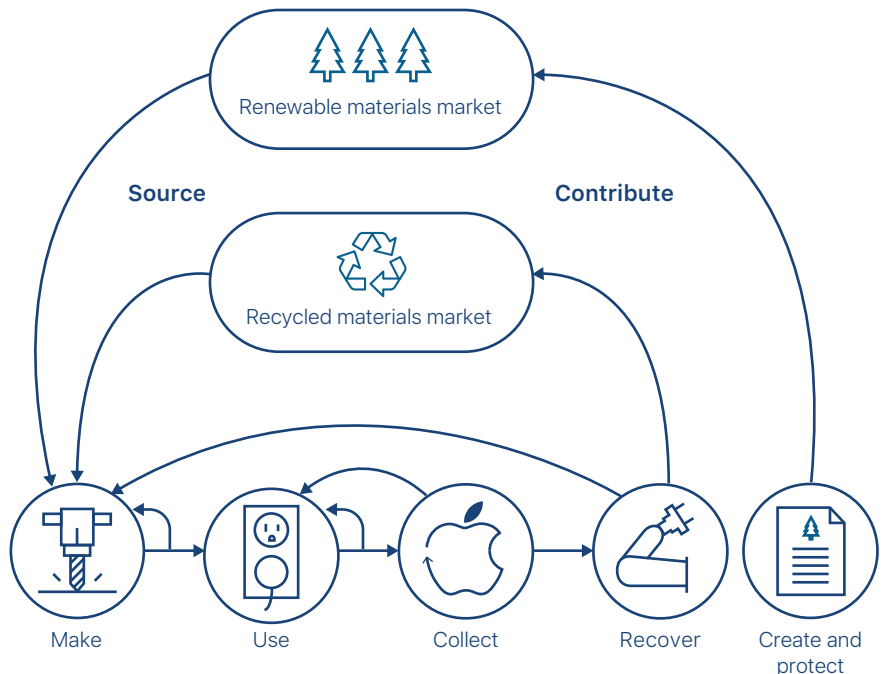 Renewable materials market
Source
Contribute
Recycled materials market
Make
Use
Collect
Recover
Create and
protect